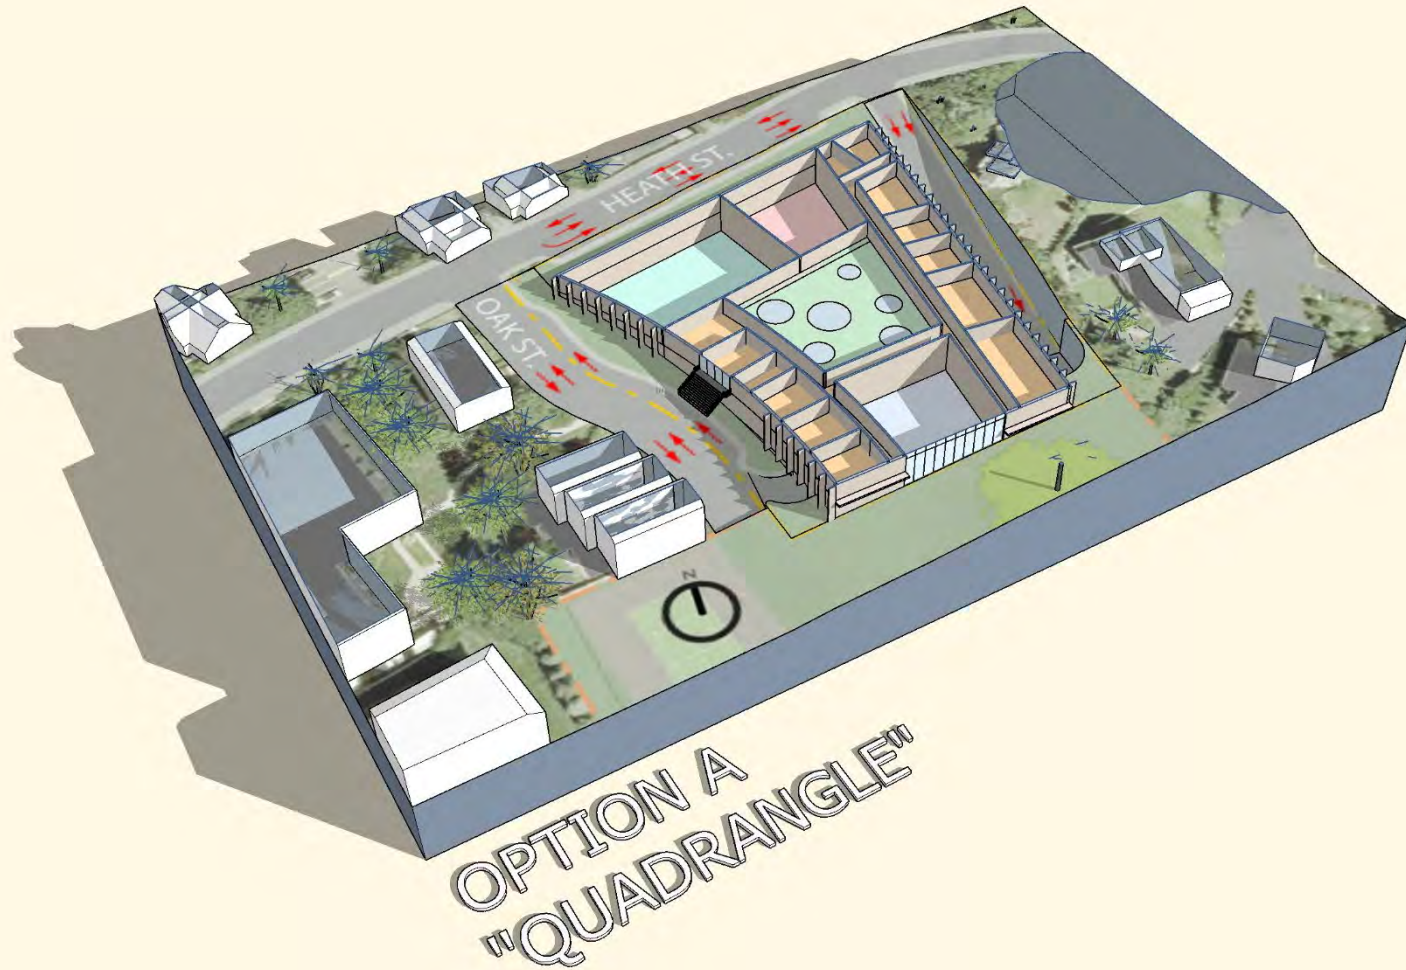 HEATH ST.
OAK ST.
N
OPTION A
"QUADRANGLE"